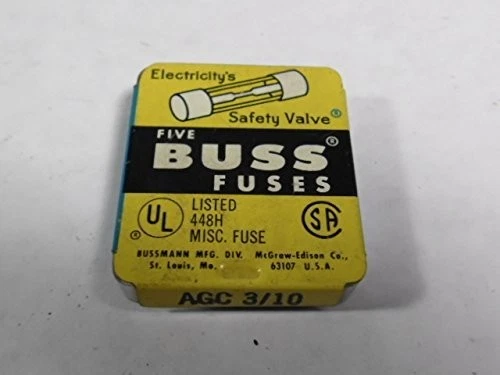 Electricity's
Safety Valve®
FIVE
BUSS®
FUSES
UL ®
LISTED
448H
MISC. FUSE
SA
BUSSMANN MFG. DIV. McGraw-Edison Co.,
St. Louis, Mo. 63107 U.S.A.
AGC 3/10